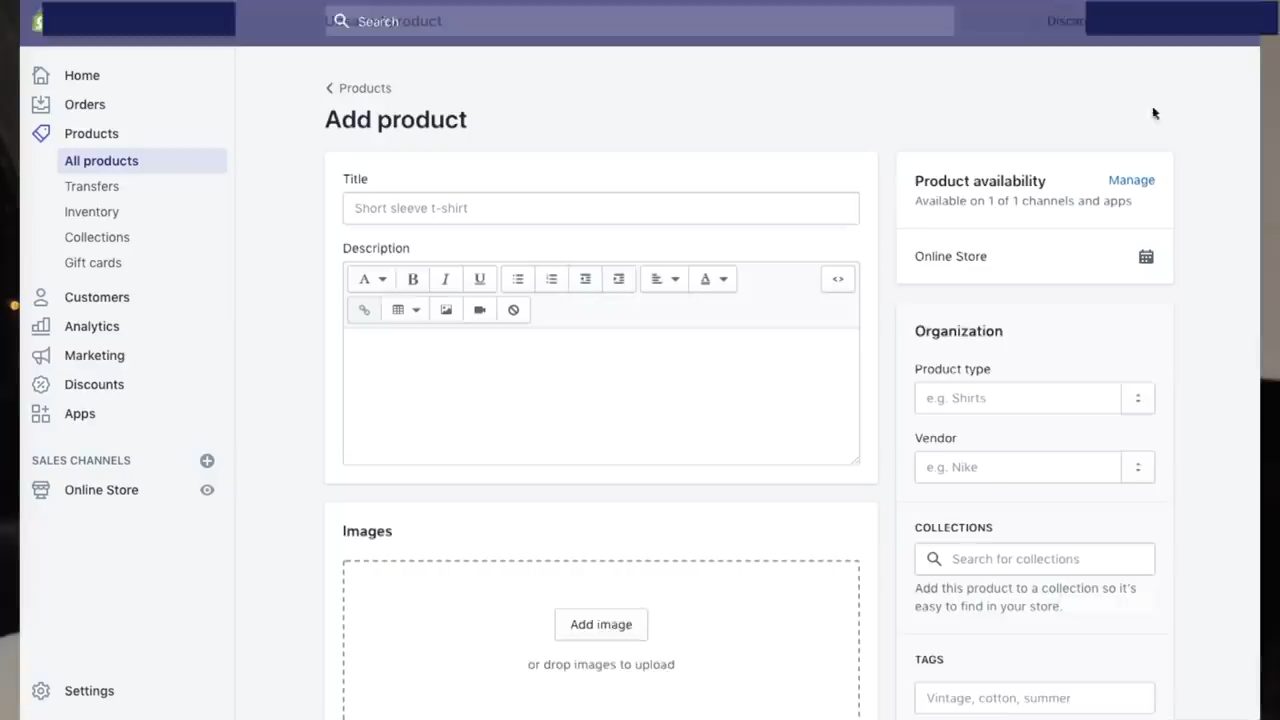 Search
product
Discar
Home
Orders
Products
All products
Transfers
Inventory
Collections
Gift cards
Customers
Analytics
Marketing
Discounts
Apps
SALES CHANNELS
Online Store
Settings
Products
Add product
Title
Short sleeve t-shirt
Description
A
B I U
A
<>
Images
Add image
or drop images to upload
Product availability
Manage
Available on 1 of 1 channels and apps
Online Store
Organization
Product type
e.g. Shirts
Vendor
e.g. Nike
COLLECTIONS
Search for collections
Add this product to a collection so it's
easy to find in your store.
TAGS
Vintage, cotton, summer